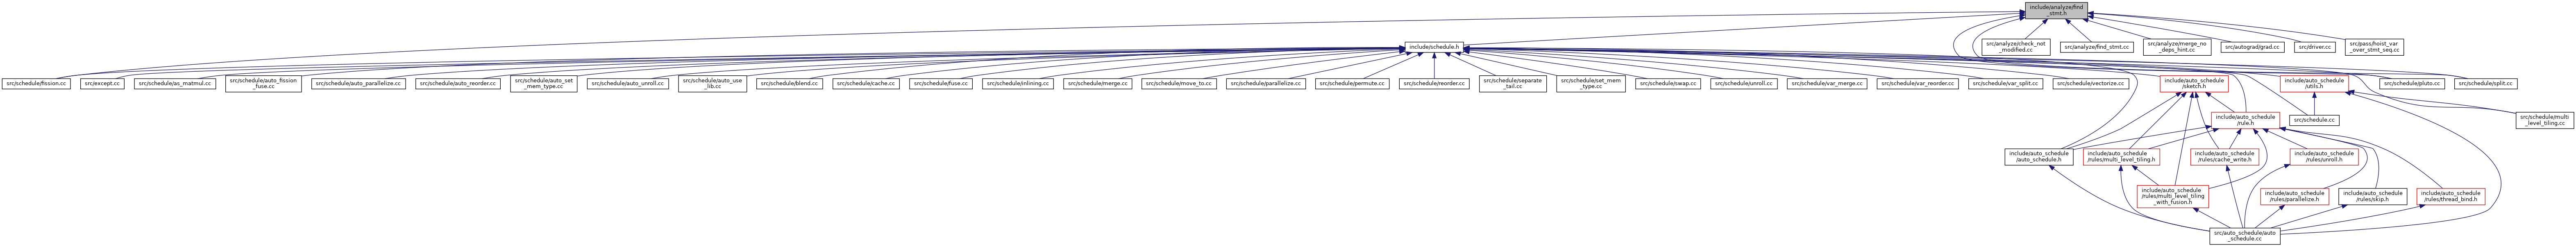 include/analyze/find
_stmt.h
include/schedule.h
src/analyze/check_not
_modified.cc
src/analyze/find_stmt.cc
src/analyze/merge_no
_deps_hint.cc
src/autograd/grad.cc
src/driver.cc
src/pass/hoist_var
_over_stmt_seq.cc
src/schedule/fission.cc
src/except.cc
src/schedule/as_matmul.cc
src/schedule/auto_fission
_fuse.cc
src/schedule/auto_parallelize.cc
src/schedule/auto_reorder.cc
src/schedule/auto_set
_mem_type.cc
src/schedule/auto_unroll.cc
src/schedule/auto_use
_lib.cc
src/schedule/blend.cc
src/schedule/cache.cc
src/schedule/fuse.cc
src/schedule/inlining.cc
src/schedule/merge.cc
src/schedule/move_to.cc
src/schedule/parallelize.cc
src/schedule/permute.cc
src/schedule/reorder.cc
src/schedule/separate
_tail.cc
src/schedule/set_mem
_type.cc
src/schedule/swap.cc
src/schedule/unroll.cc
src/schedule/var_merge.cc
src/schedule/var_reorder.cc
src/schedule/var_split.cc
src/schedule/vectorize.cc
include/auto_schedule
/sketch.h
include/auto_schedule
/utils.h
src/schedule/pluto.cc
src/schedule/split.cc
include/auto_schedule
/rule.h
src/schedule.cc
src/schedule/multi
_level_tiling.cc
include/auto_schedule
/auto_schedule.h
include/auto_schedule
/rules/multi_level_tiling.h
include/auto_schedule
/rules/cache_write.h
include/auto_schedule
/rules/unroll.h
include/auto_schedule
/rules/multi_level_tiling
_with_fusion.h
include/auto_schedule
/rules/parallelize.h
include/auto_schedule
/rules/skip.h
include/auto_schedule
/rules/thread_bind.h
src/auto_schedule/auto
_schedule.cc